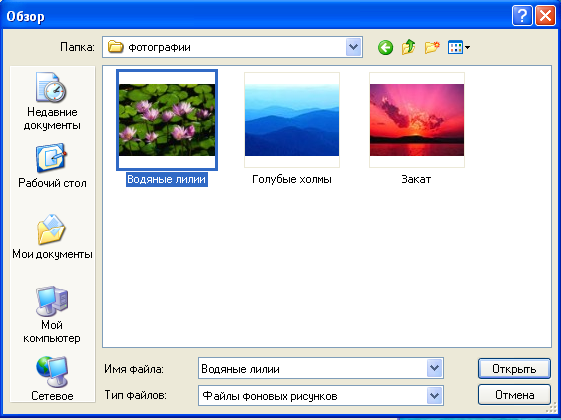 Обзор
Папка:
фотографии
Недавние
документы
Рабочий стол
Мои документы
Мой
компьютер
Сетевое
Водяные лилии
Голубые холмы
Закат
Имя файла:
Водяные лилии
Открыть
Тип файлов:
Файлы фоновых рисунков
Отмена